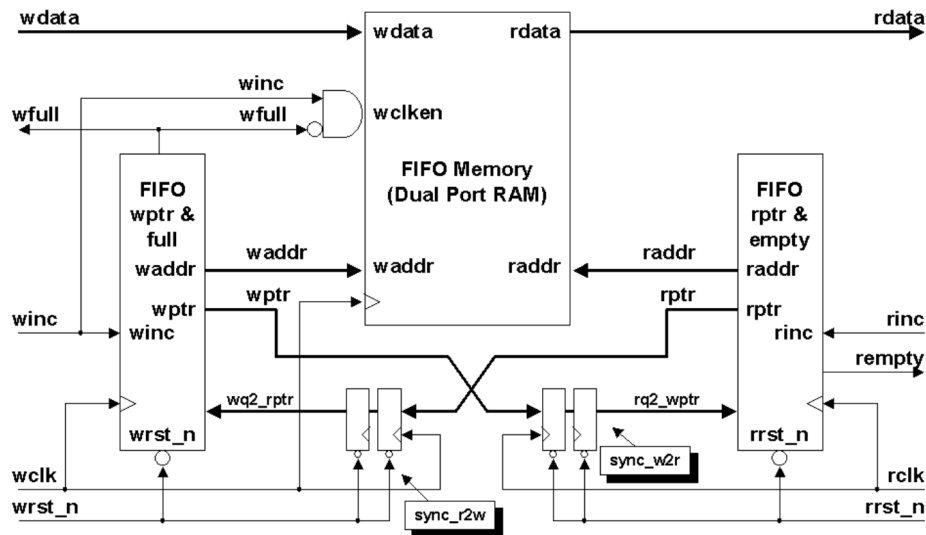 wdata
rdata
wdata
rdata
winc
wclken
wfull
wfull
FIFO Memory
(Dual Port RAM)
FIFO
wptr &
full
FIFO
rptr &
empty
waddr
waddr
waddr
raddr
raddr
raddr
wptr
wptr
rptr
rptr
winc
winc
rinc
rinc
rempty
wq2_rptr
rq2_wptr
wrst_n
rrst_n
sync_w2r
wclk
rclk
wrst_n
sync_r2w
rrst_n